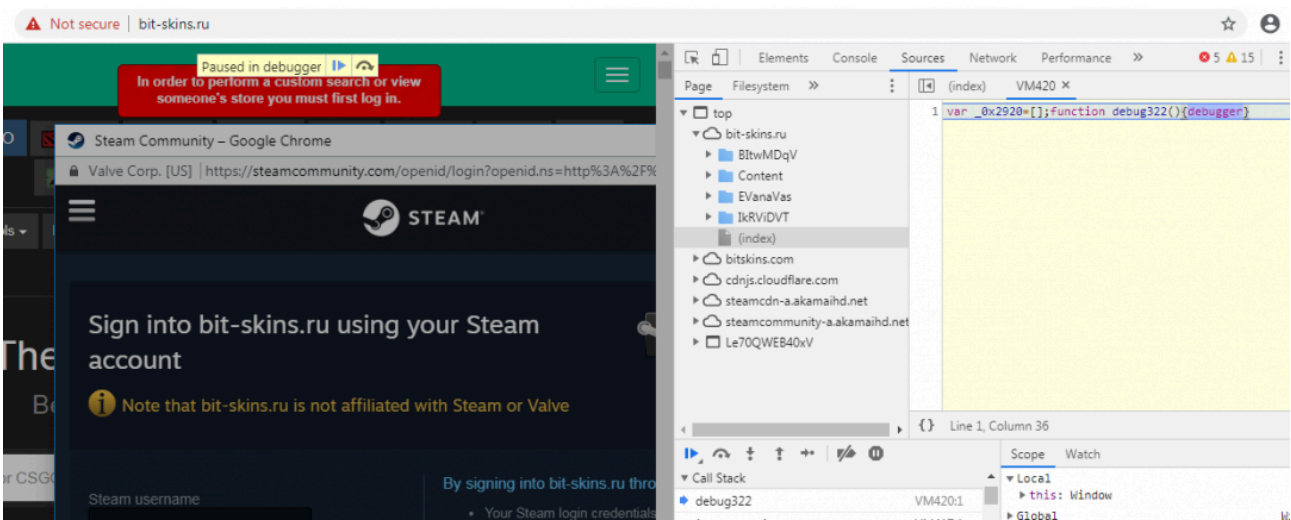 Not secure | bit-skins.ru
Paused in debugger
In order to perform a custom search or view
someone's store you must first log in.
Steam Community – Google Chrome
Valve Corp. [US] | https://steamcommunity.com/openid/login?openid.ns=http%3A%2F%
STEAM
Sign into bit-skins.ru using your Steam
account
Note that bit-skins.ru is not affiliated with Steam or Valve
By signing into bit-skins.ru thro
Steam username
• Your Steam login credentials
O
ols
The
Be
or CSG
Elements Console Sources Network Performance » 5 15
Page Filesystem » (index) VM420 ×
top
bit-skins.ru
BItwMDqV
Content
EVanaVas
IkRViDVT
(index)
bitskins.com
cdnjs.cloudflare.com
steamcdn-a.akamaihd.net
steamcommunity-a.akamaihd.net
Le70QWEB40xV
1 var _0x2920=[];function debug322(){debugger}
{} Line 1, Column 36
Scope Watch
Call Stack
debug322 VM420:1
Local
this: Window
Global